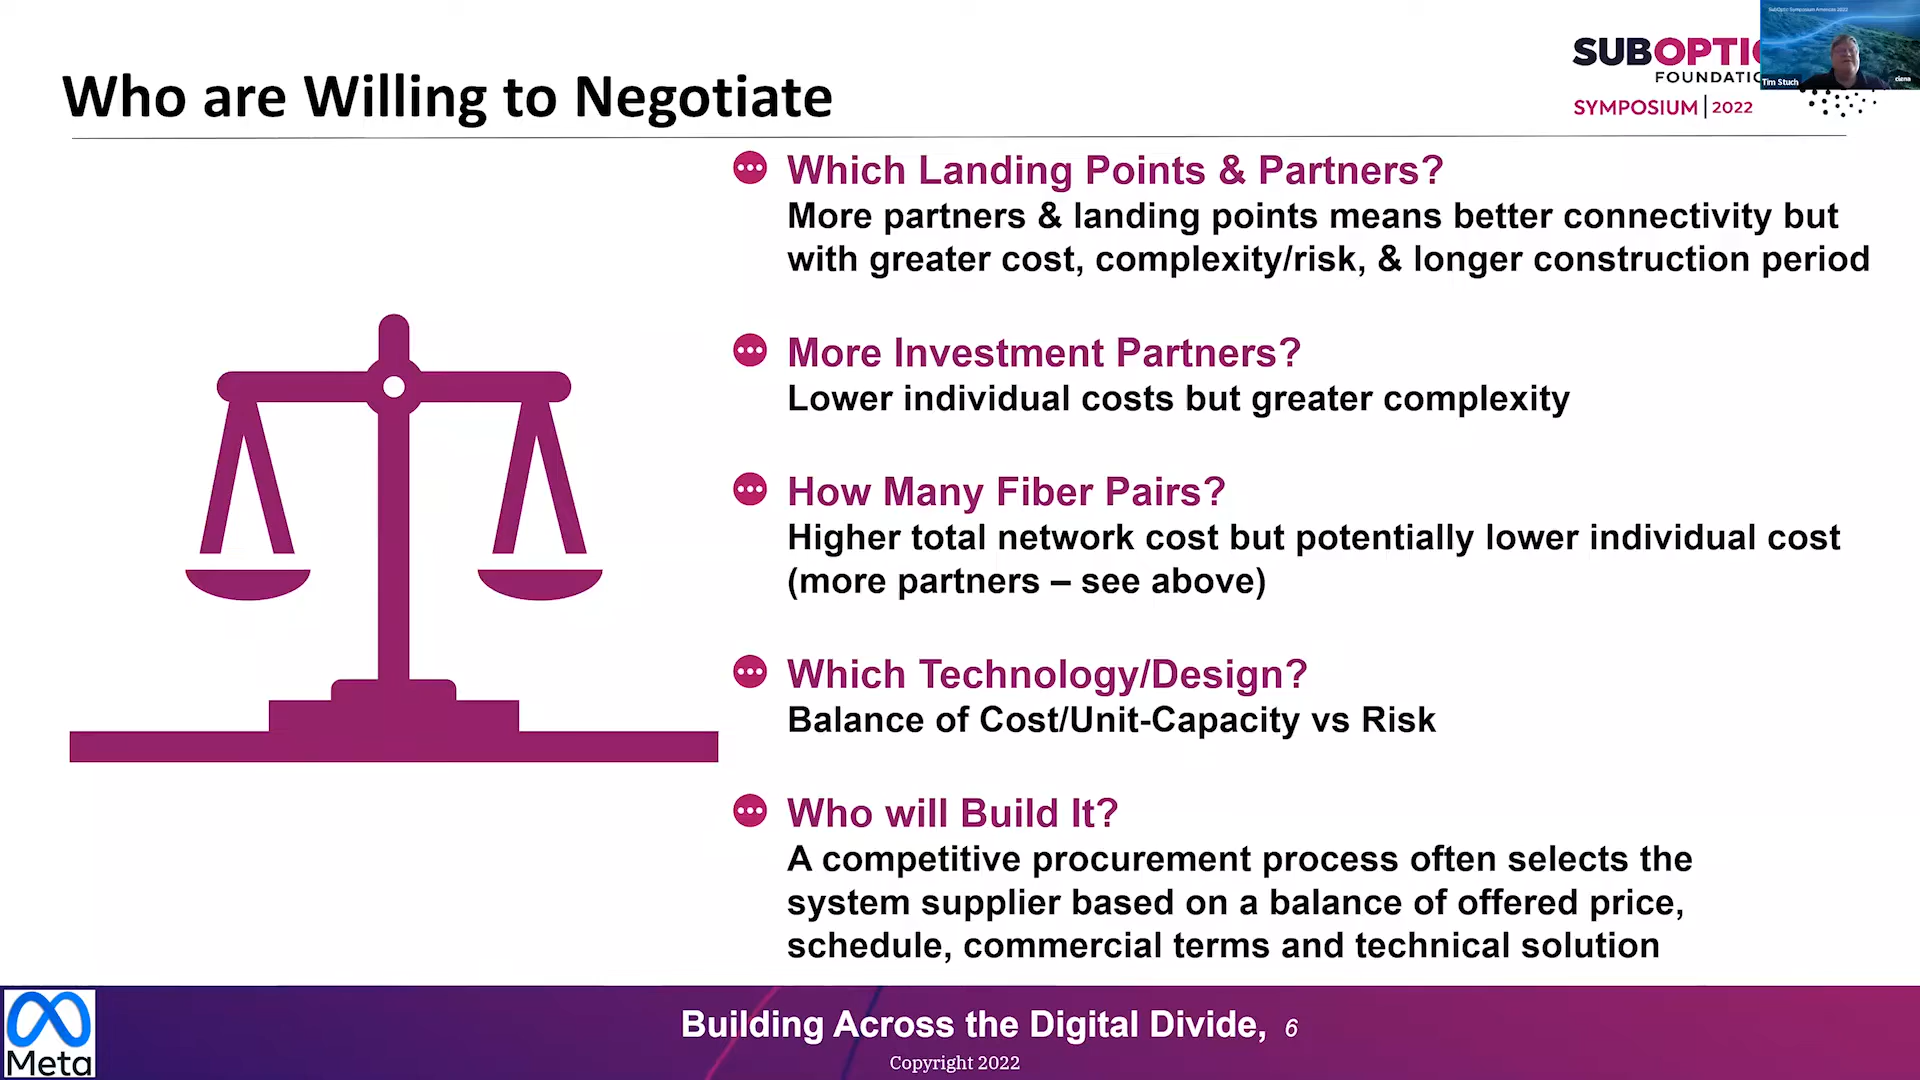 SubOptic Symposium Americas 2022
SUBOPTIC
FOUNDATIO
Tim Stuch
ciena
SYMPOSIUM | 2022
Who are Willing to Negotiate
Which Landing Points & Partners?
More partners & landing points means better connectivity but
with greater cost, complexity/risk, & longer construction period
More Investment Partners?
Lower individual costs but greater complexity
How Many Fiber Pairs?
Higher total network cost but potentially lower individual cost
(more partners – see above)
Which Technology/Design?
Balance of Cost/Unit-Capacity vs Risk
Who will Build It?
A competitive procurement process often selects the
system supplier based on a balance of offered price,
schedule, commercial terms and technical solution
Building Across the Digital Divide, 6
Copyright 2022
Meta